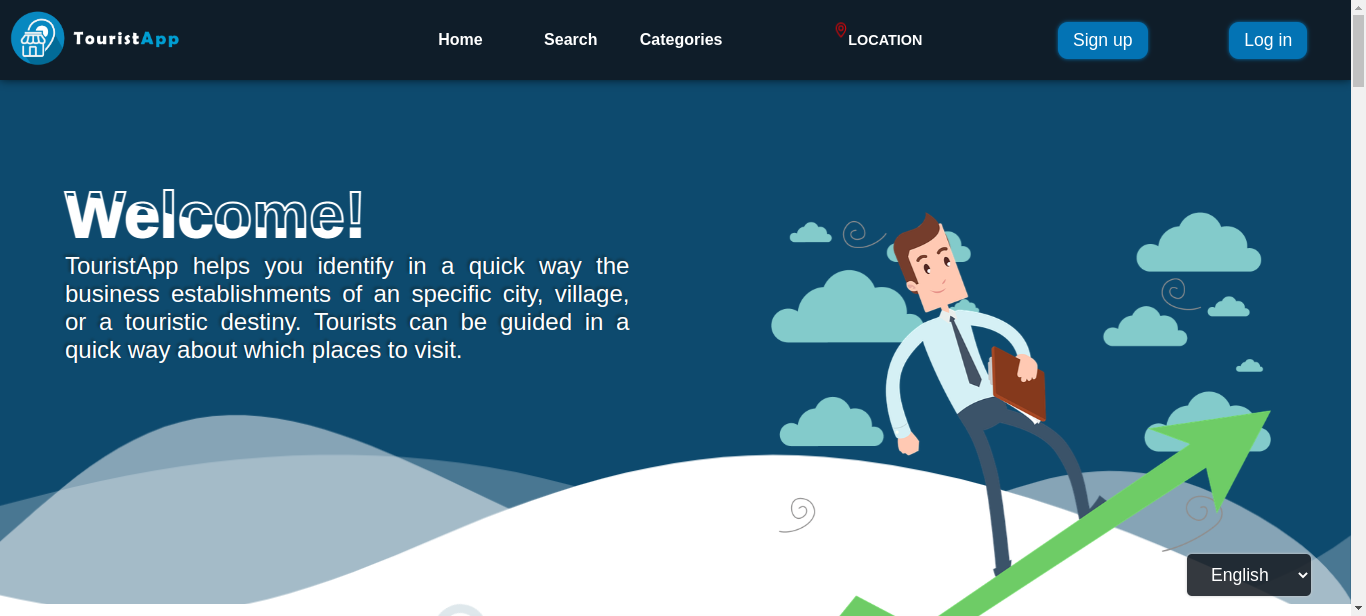 TouristApp
Home
Search
Categories
LOCATION
Sign up
Log in
Welcome!
TouristApp helps you identify in a quick way the
business establishments of an specific city, village,
or a touristic destiny. Tourists can be guided in a
quick way about which places to visit.
English